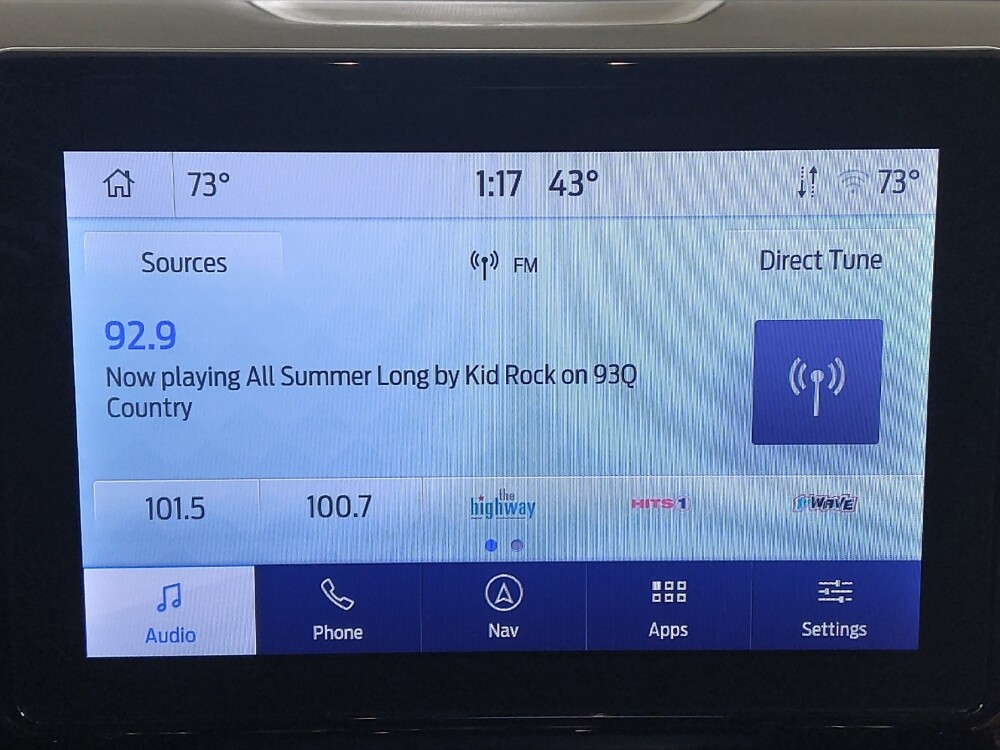 73° 1:17 43° 73°
Sources FM Direct Tune
92.9
Now playing All Summer Long by Kid Rock on 93Q
Country
101.5 100.7 the highway HITS 1 1st WAVE
Audio Phone Nav Apps Settings